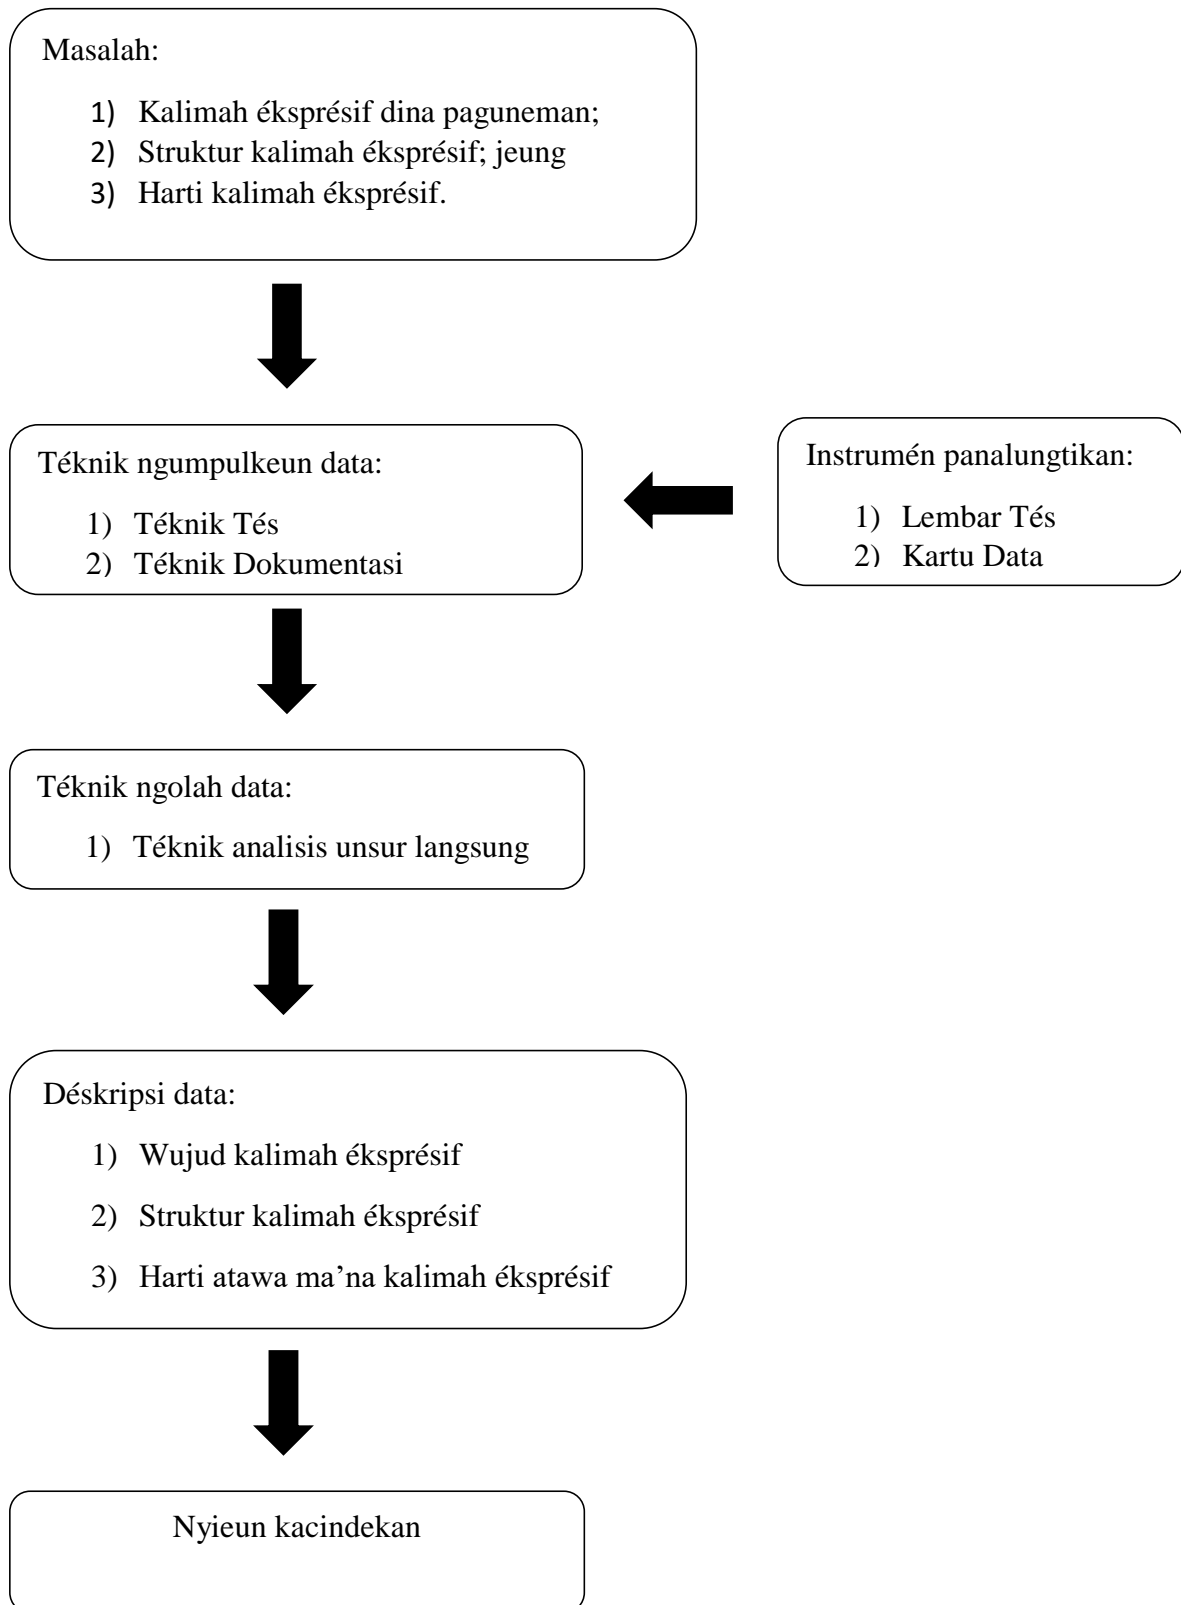 Masalah:
1) Kalimah éksprésif dina paguneman;
2) Struktur kalimah éksprésif; jeung
3) Harti kalimah éksprésif.
Téknik ngumpulkeun data:
1) Téknik Tés
2) Téknik Dokumentasi
Instrumén panalungtikan:
1) Lembar Tés
2) Kartu Data
Téknik ngolah data:
1) Téknik analisis unsur langsung
Déskripsi data:
1) Wujud kalimah éksprésif
2) Struktur kalimah éksprésif
3) Harti atawa ma’na kalimah éksprésif
Nyieun kacindekan